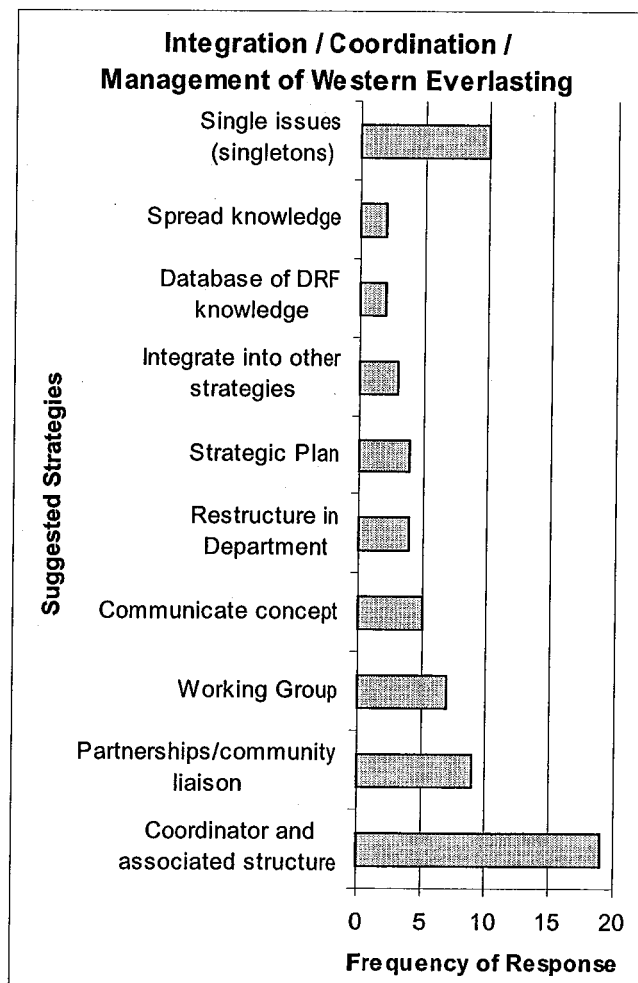 Integration / Coordination /
Management of Western Everlasting
Single issues
(singletons)
Spread knowledge
Database of DRF
knowledge
Integrate into other
strategies
Strategic Plan
Restructure in
Department
Communicate concept
Working Group
Partnerships/community
liaison
Coordinator and
associated structure
Suggested Strategies
0 5 10 15 20
Frequency of Response